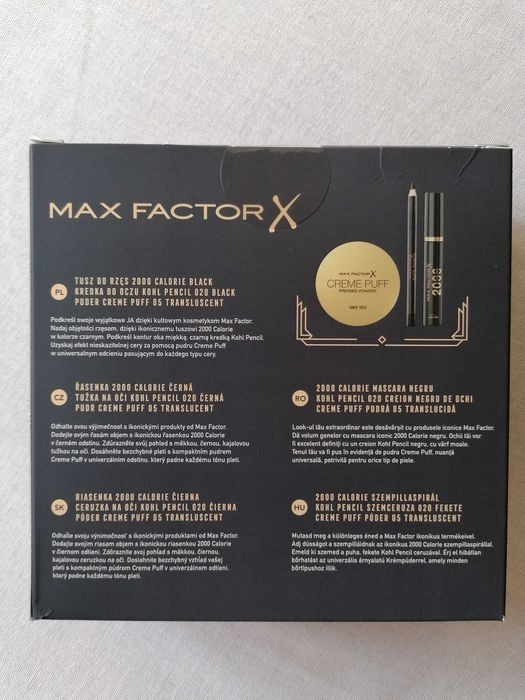 MAX FACTOR X
MAX FACTOR X
CREME PUFF
PRESSED POWDER
SINCE 1953
2000
PL
TUSZ DO RZĘS 2000 CALORIE BLACK
KREDKA DO OCZU KOHL PENCIL 020 BLACK
PUDER CREME PUFF 05 TRANSLUSCENT
Podkreśl swoje wyjątkowe JA dzięki kultowym kosmetykom Max Factor.
Nadaj objętości rzęsom, dzięki ikonicznemu tuszowi 2000 Calorie
w kolorze czarnym. Podkreśl kontur oka miękką, czarną kredką Kohl Pencil.
Uzyskaj efekt nieskazitelnej cery za pomocą pudru Creme Puff
w uniwersalnym odcieniu pasującym do każdego typu cery.
CZ
ŘASENKA 2000 CALORIE ČERNÁ
TUŽKA NA OČI KOHL PENCIL 020 ČERNÁ
PUDR CREME PUFF 05 TRANSLUCENT
Odhalte svou výjimečnost s ikonickými produkty od Max Factor.
Dodejte svým řasám objem s ikonickou řasenkou 2000 Calorie
v černém odstínu. Zdůrazněte svůj pohled s měkkou, černou, kajalovou
tužkou na oči. Dosáhněte bezchybné pleti s kompaktním pudrem
Creme Puff v univerzálním odstínu, který padne každému tónu pleti.
RO
2000 CALORIE MASCARA NEGRU
KOHL PENCIL 020 CREION NEGRU DE OCHI
CREME PUFF PUDRĂ 05 TRANSLUCIDĂ
Look-ul tău extraordinar este desăvârșit cu produsele iconice Max Factor.
Dă volum genelor cu mascara iconic 2000 Calorie negru. Ochii tăi vor
fi excelent definiți cu un creion Kohl Pencil negru, cu vârf moale.
Tenul tău va fi pus în evidență de pudra Creme Puff, nuanță
universală, potrivită pentru orice tip de piele.
SK
RIASENKA 2000 CALORIE ČIERNA
CERUZKA NA OČI KOHL PENCIL 020 ČIERNA
PÚDER CREME PUFF 05 TRANSLUSCENT
Odhaľte svoju výnimočnosť s ikonickými produktami od Max Factor.
Dodajte svojim riasam objem s ikonickou riasenkou 2000 Calorie
v čiernom odtieni. Zdôraznite svoj pohľad s mäkkou, čiernou,
kajalovou ceruzkou na oči. Dosiahnite bezchybný vzhľad vašej
pleti s kompaktným púdrom Creme Puff v univerzálnom odtieni,
ktorý padne každému tónu pleti.
HU
2000 CALORIE SZEMPILLASPIRÁL
KOHL PENCIL SZEMCERUZA 020 FEKETE
CREME PUFF PÚDER 05 TRANSLUSCENT
Mutasd meg a különleges éned a Max Factor ikonikus termékeivel.
Adj dússágot a szempilláidnak az ikonikus 2000 Calorie szempillaspirállal.
Emeld ki szemed a puha, fekete Kohl Pencil ceruzával. Érj el hibátlan
bőrhatást az univerzális árnyalatú Krémpúderrel, amely minden
bőrtípushoz illik.